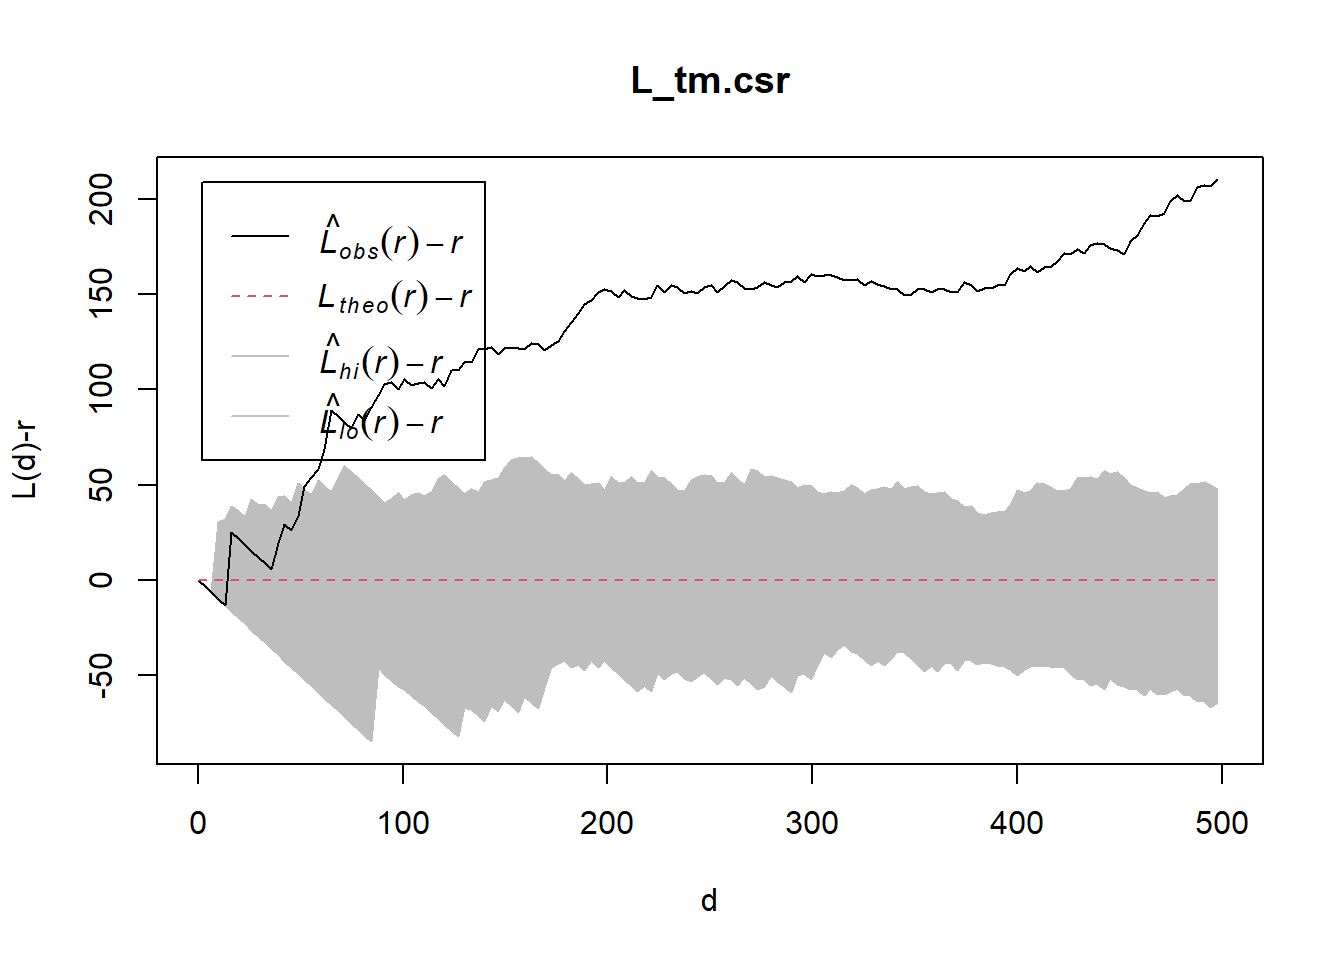 L_tm.csr
L̂obs(r) − r
Ltheo(r) − r
L̂hi(r) − r
L̂lo(r) − r
L(d)-r
200
150
100
50
0
-50
0 100 200 300 400 500
d